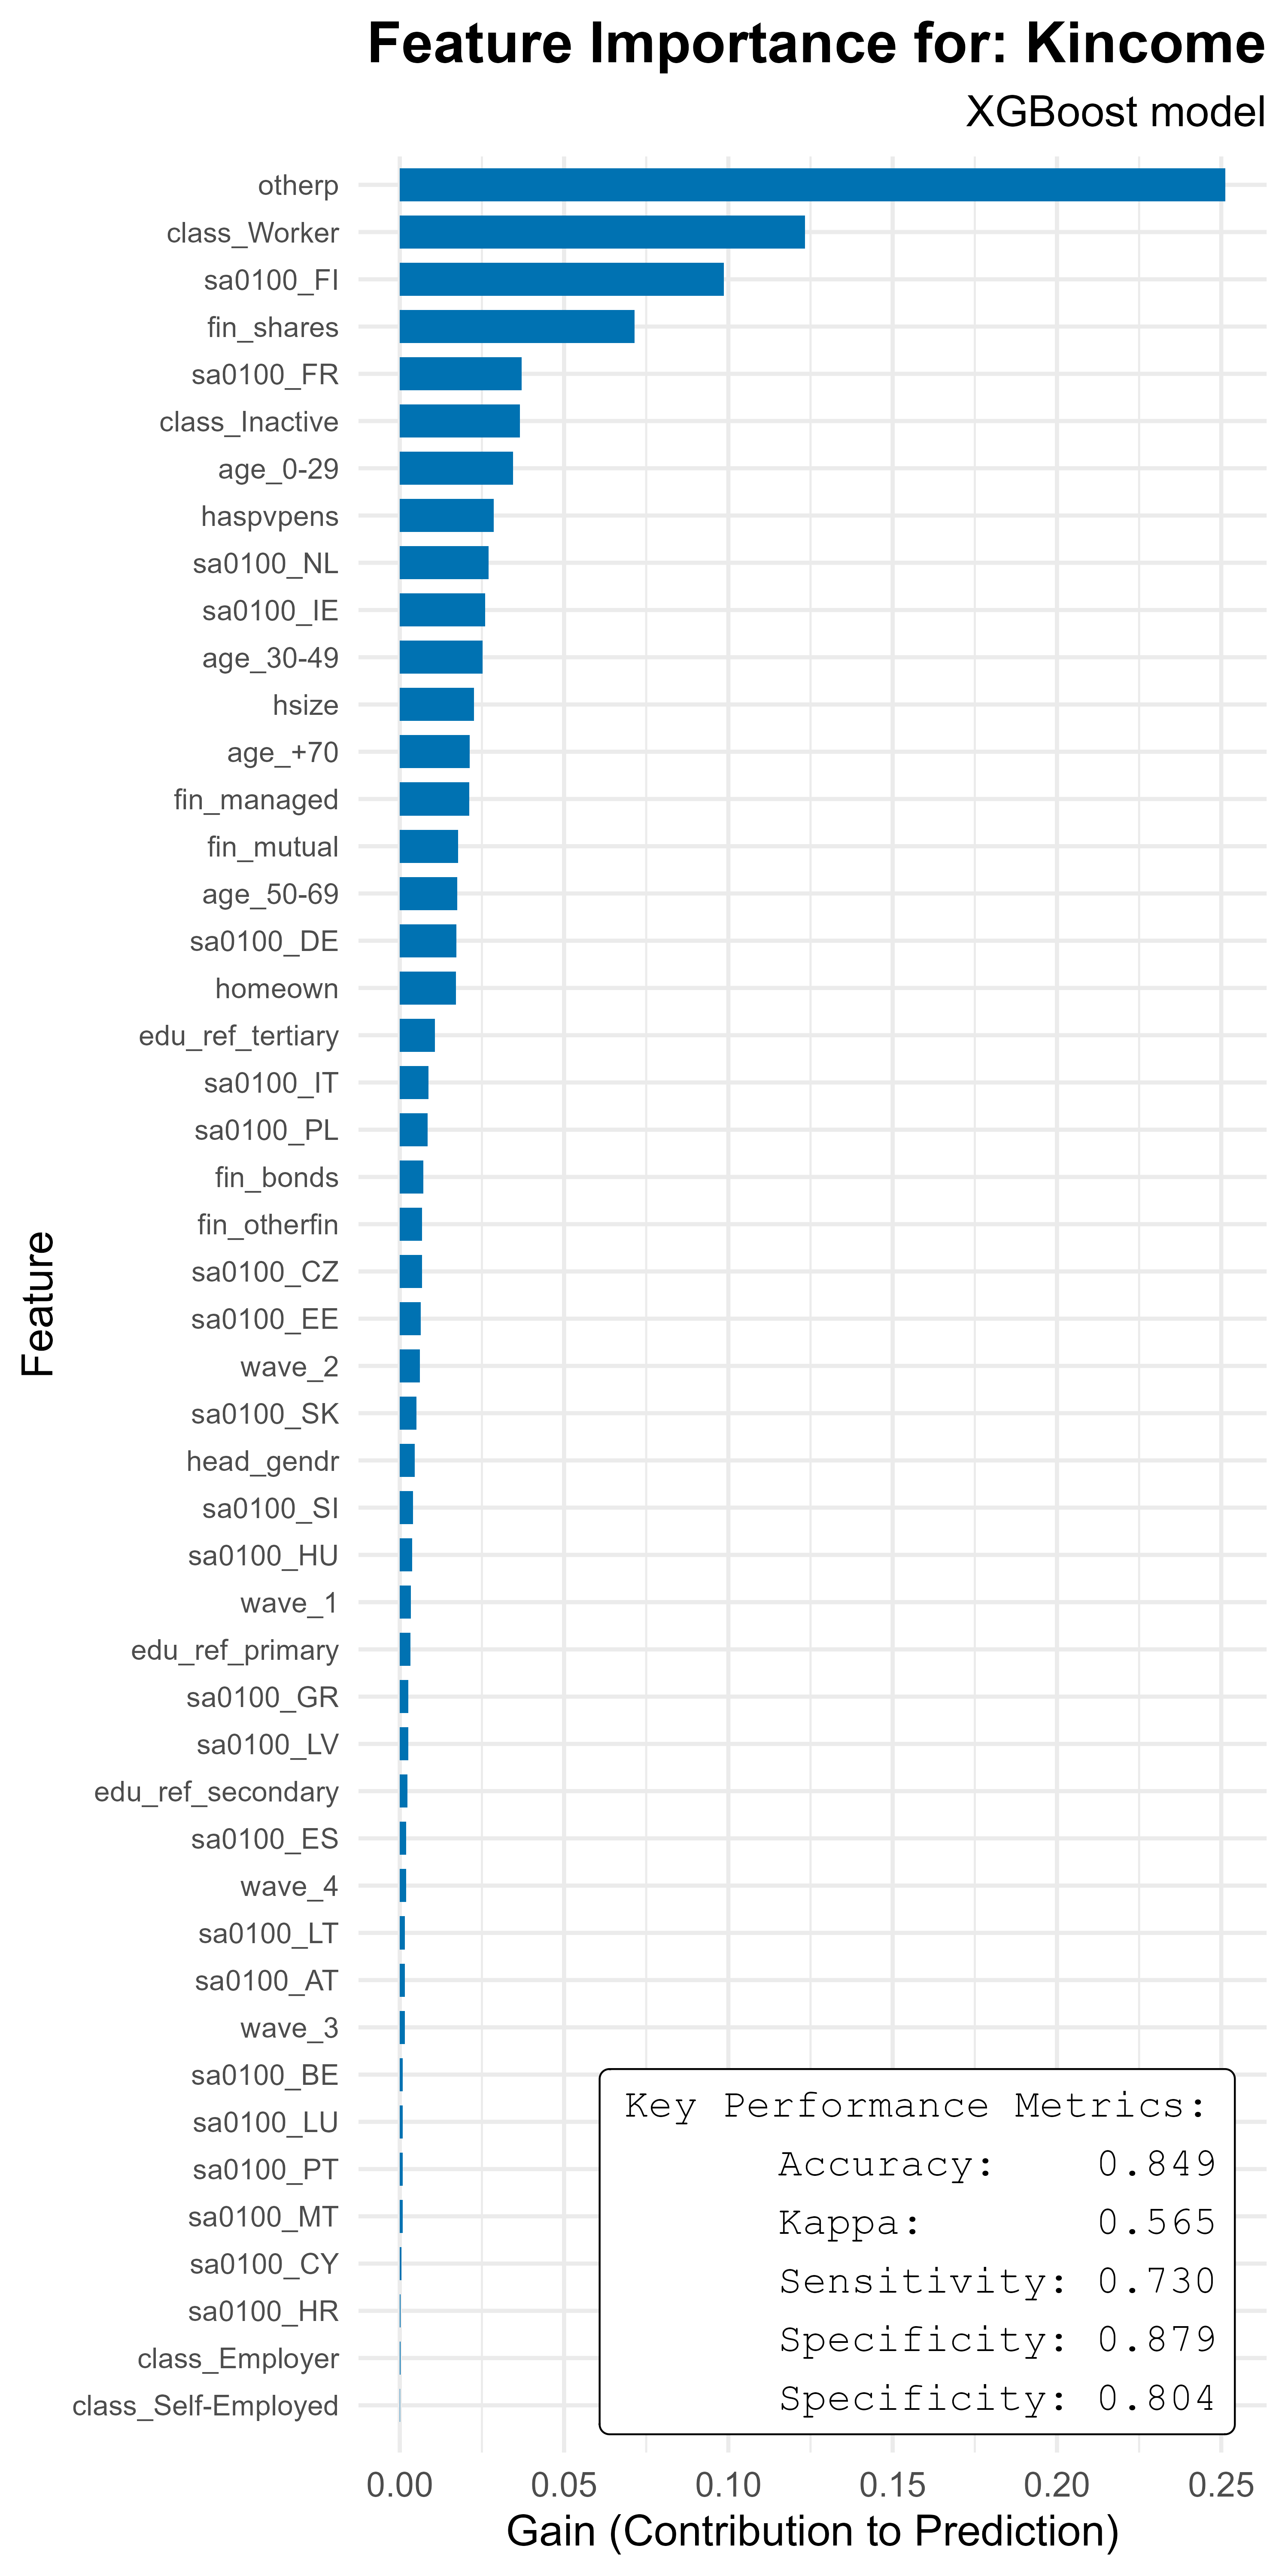 Feature Importance for: Kincome
XGBoost model
otherp
class_Worker
sa0100_FI
fin_shares
sa0100_FR
class_Inactive
age_0-29
haspvpens
sa0100_NL
sa0100_IE
age_30-49
hsize
age_+70
fin_managed
fin_mutual
age_50-69
sa0100_DE
homeown
edu_ref_tertiary
sa0100_IT
sa0100_PL
fin_bonds
fin_otherfin
sa0100_CZ
sa0100_EE
wave_2
sa0100_SK
head_gendr
sa0100_SI
sa0100_HU
wave_1
edu_ref_primary
sa0100_GR
sa0100_LV
edu_ref_secondary
sa0100_ES
wave_4
sa0100_LT
sa0100_AT
wave_3
sa0100_BE
sa0100_LU
sa0100_PT
sa0100_MT
sa0100_CY
sa0100_HR
class_Employer
class_Self-Employed
Feature
Key Performance Metrics:
Accuracy: 0.849
Kappa: 0.565
Sensitivity: 0.730
Specificity: 0.879
Specificity: 0.804
0.00 0.05 0.10 0.15 0.20 0.25
Gain (Contribution to Prediction)